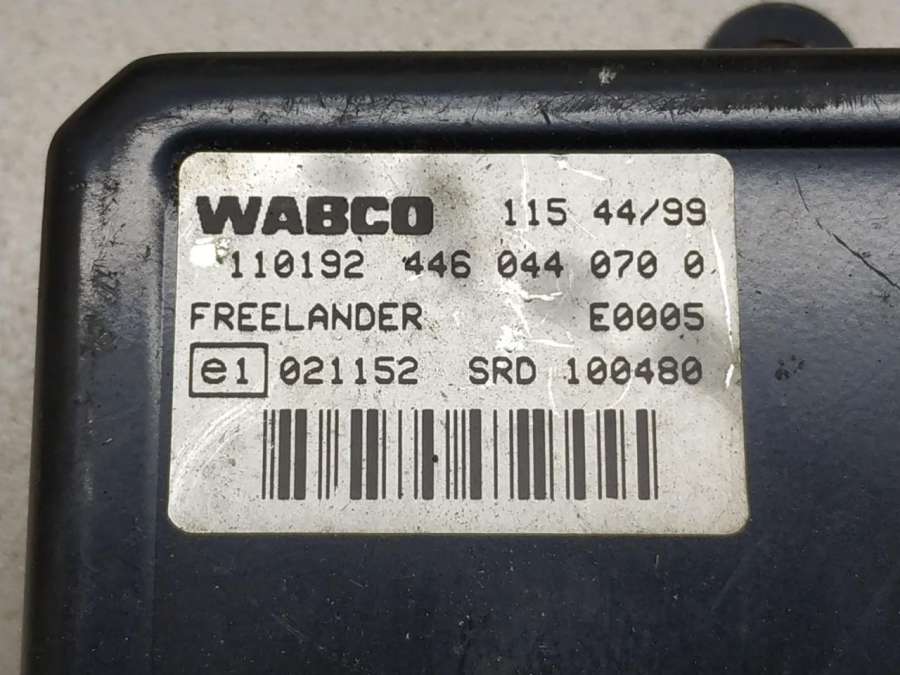 WABCO 115 44/99
110192 446 044 070 0
FREELANDER E0005
e1 021152 SRD 100480